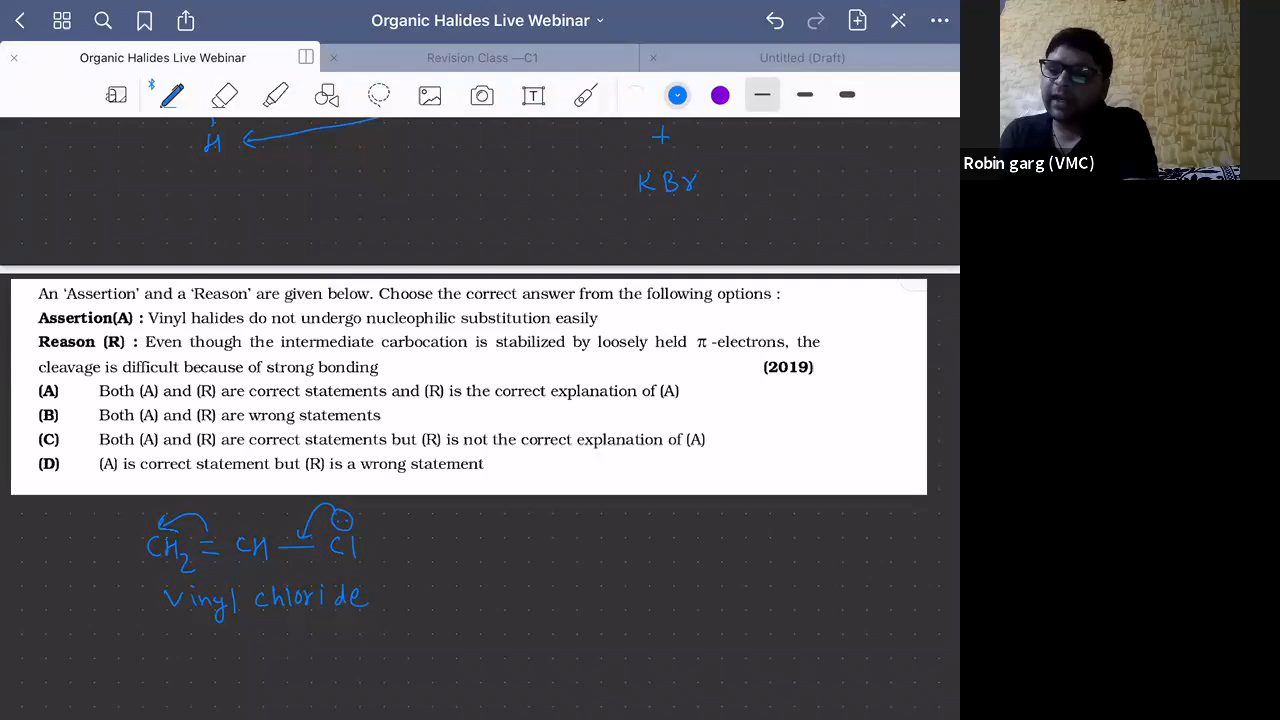 Organic Halides Live Webinar
Organic Halides Live Webinar
Revision Class —C1
Untitled (Draft)
T
Robin garg (VMC)
H
+
KBr
An ‘Assertion’ and a ‘Reason’ are given below. Choose the correct answer from the following options :
Assertion(A) : Vinyl halides do not undergo nucleophilic substitution easily
Reason (R) : Even though the intermediate carbocation is stabilized by loosely held π -electrons, the
cleavage is difficult because of strong bonding (2019)
(A) Both (A) and (R) are correct statements and (R) is the correct explanation of (A)
(B) Both (A) and (R) are wrong statements
(C) Both (A) and (R) are correct statements but (R) is not the correct explanation of (A)
(D) (A) is correct statement but (R) is a wrong statement
CH2 = CH — Cl
Vinyl chloride